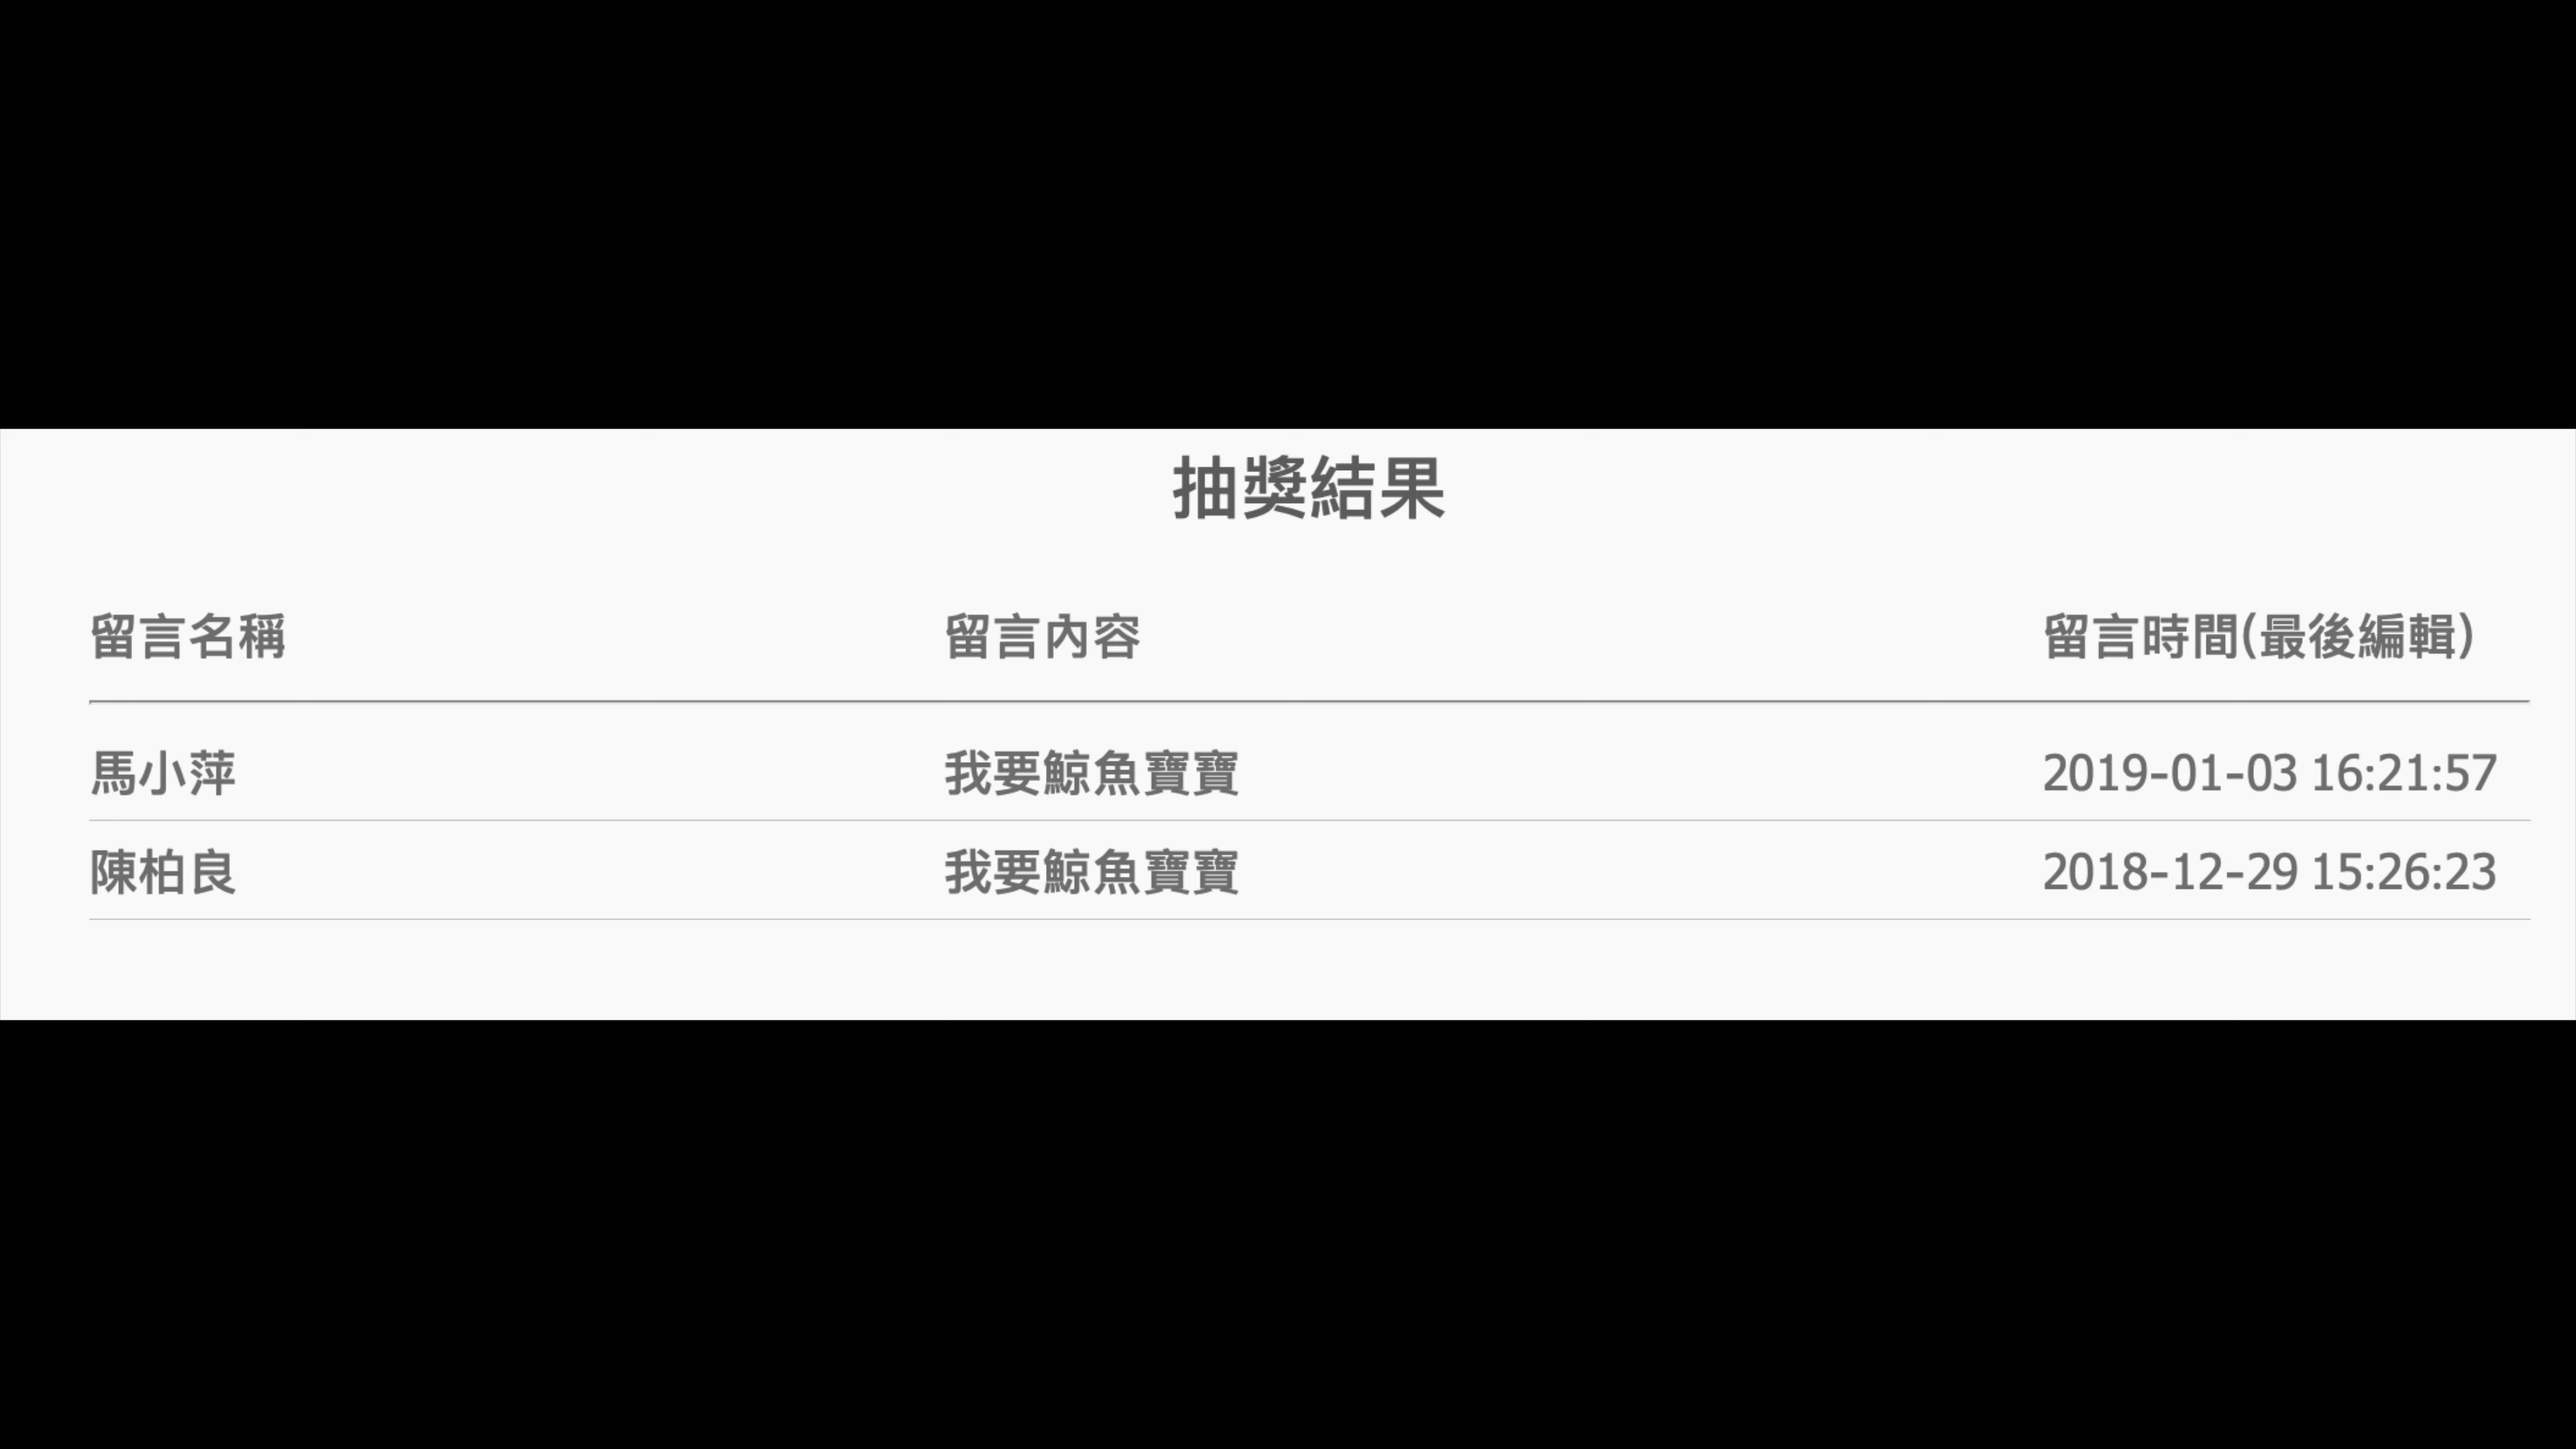 抽獎結果
留言名稱 留言內容 留言時間(最後編輯)
馬小萍 我要鯨魚寶寶 2019-01-03 16:21:57
陳柏良 我要鯨魚寶寶 2018-12-29 15:26:23